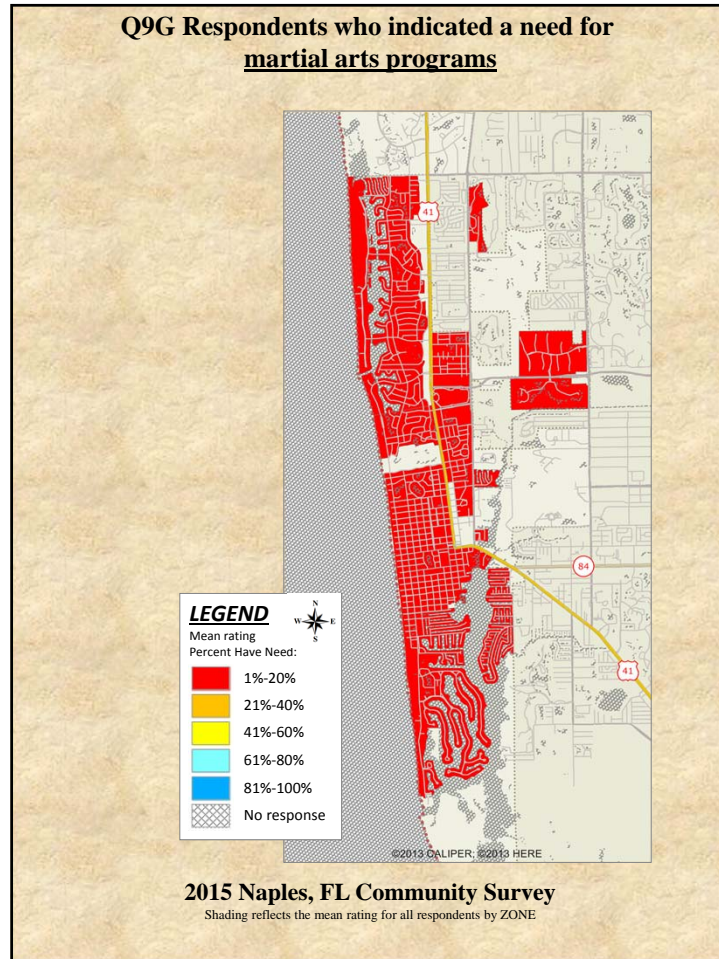 Q9G Respondents who indicated a need for
martial arts programs
41
84
41
LEGEND
N
W E
S
Mean rating
Percent Have Need:
1%-20%
21%-40%
41%-60%
61%-80%
81%-100%
No response
©2013 CALIPER; ©2013 HERE
2015 Naples, FL Community Survey
Shading reflects the mean rating for all respondents by ZONE